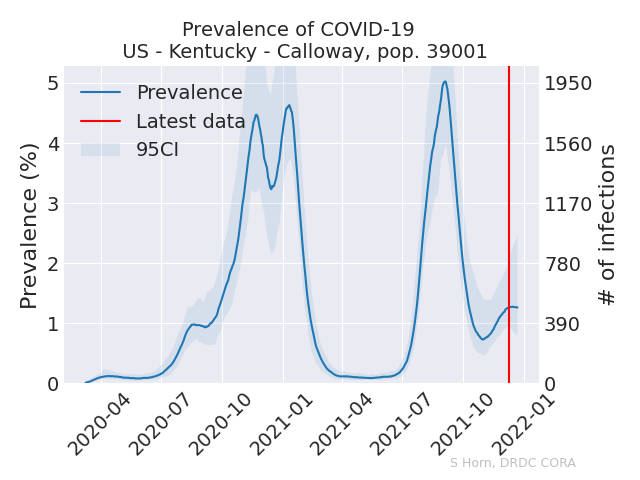 Prevalence of COVID-19
US - Kentucky - Calloway, pop. 39001
Prevalence
Latest data
95CI
Prevalence (%)
5
4
3
2
1
0
1950
1560
1170
780
390
0
# of infections
2020-04
2020-07
2020-10
2021-01
2021-04
2021-07
2021-10
2022-01
S Horn, DRDC CORA